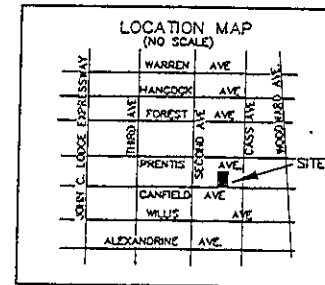 LOCATION MAP
(NO SCALE)
WARREN AVE
HANCOCK AVE
FOREST AVE
PRENTIS AVE.
SITE
CANFIELD AVE
WILLIS AVE
ALEXANDRINE AVE.
JOHN C. LODGE EXPRESSWAY
THIRD AVE
SECOND AVE
CASS AVE
WOODWARD AVE.